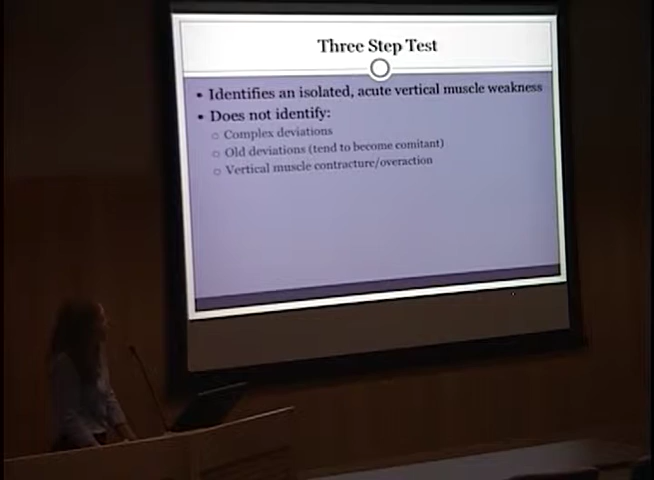 Three Step Test
• Identifies an isolated, acute vertical muscle weakness
• Does not identify:
○ Complex deviations
○ Old deviations (tend to become comitant)
○ Vertical muscle contracture/overaction